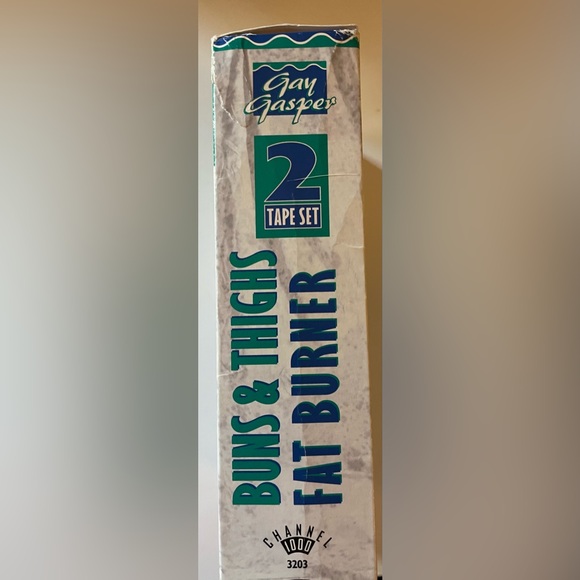 Gay
Gasper
2
TAPE SET
BUNS & THIGHS
FAT BURNER
CHANNEL
1000
3203